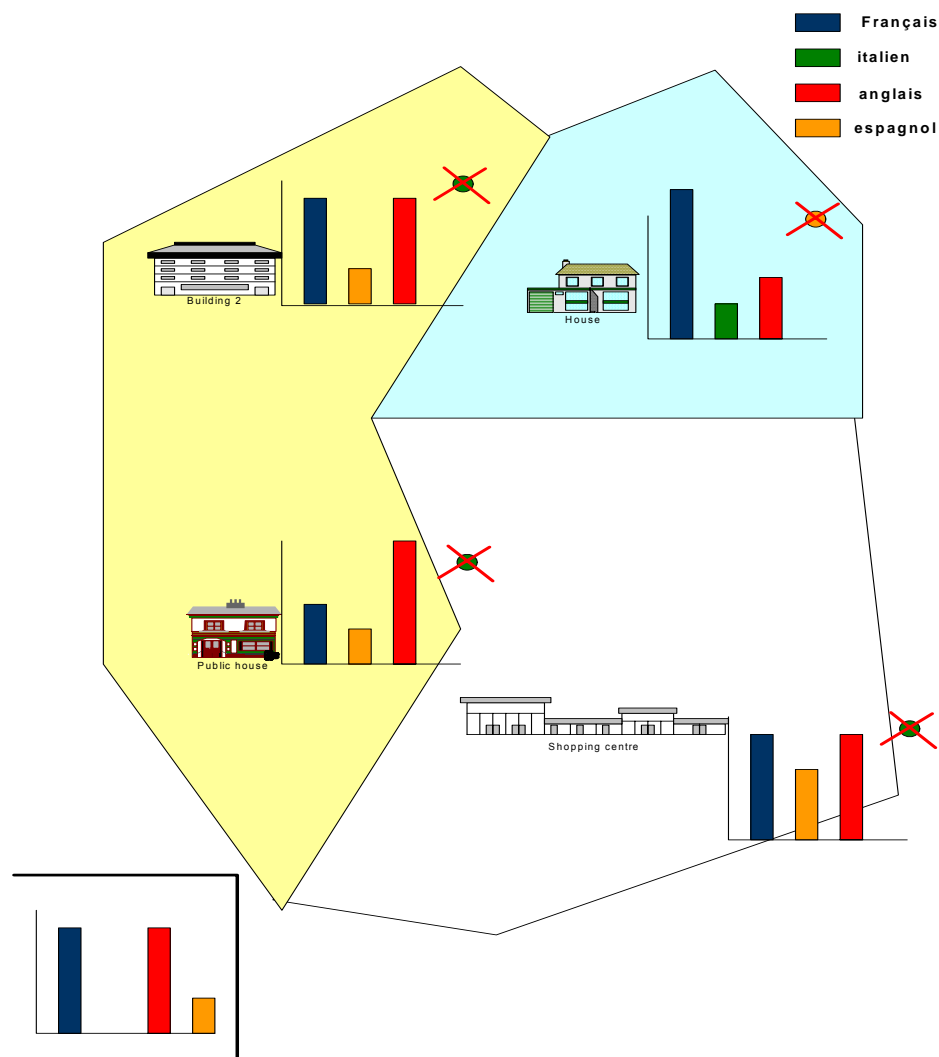 Français
italien
anglais
espagnol
Building 2
House
Public house
Shopping centre